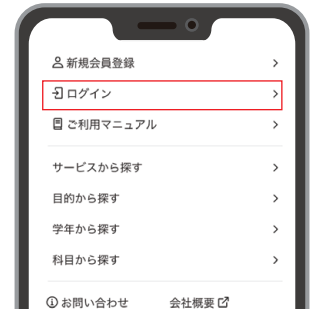 新規会員登録
ログイン
ご利用マニュアル
サービスから探す
目的から探す
学年から探す
科目から探す
お問い合わせ 会社概要